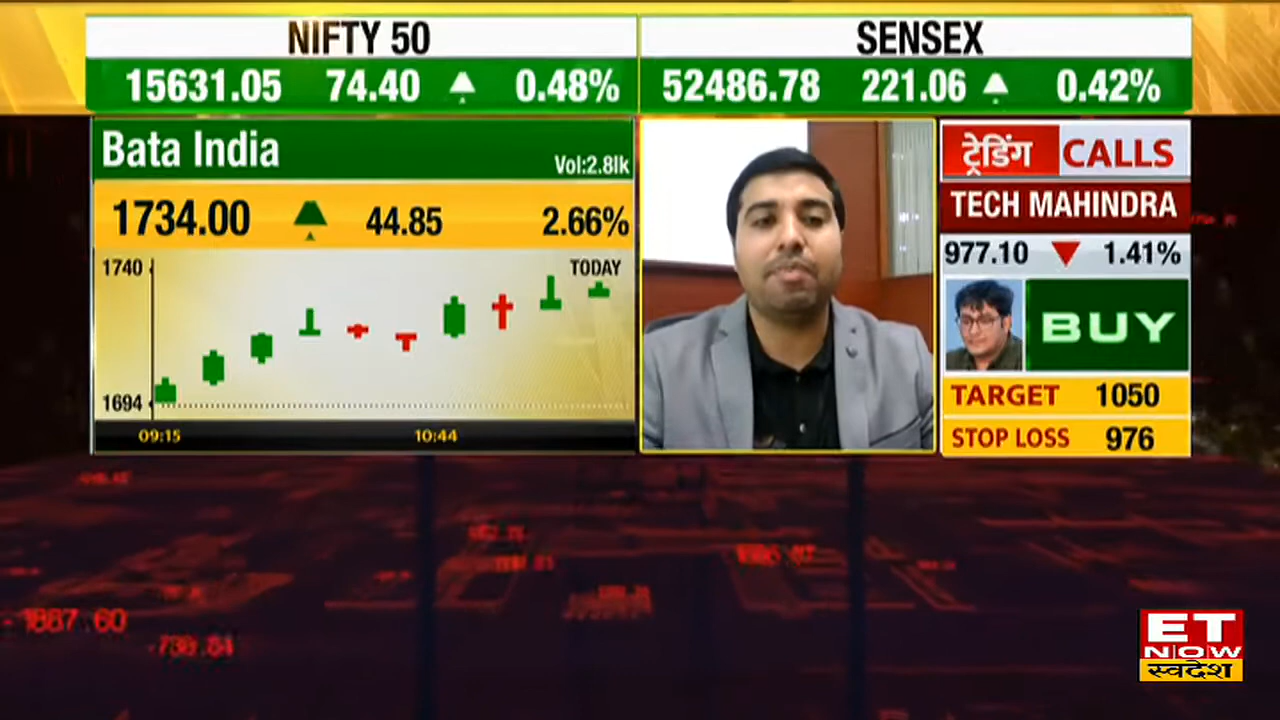 NIFTY 50
15631.05 74.40 0.48%
SENSEX
52486.78 221.06 0.42%
Bata India
Vol:2.8lk
1734.00 44.85 2.66%
1740
TODAY
1694
09:15 10:44
ट्रेडिंग CALLS
TECH MAHINDRA
977.10 1.41%
BUY
TARGET 1050
STOP LOSS 976
-1887.60
ET
NOW
स्वदेश